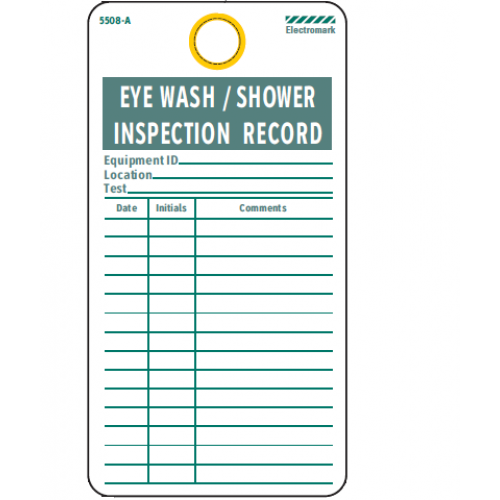 5508-A
Electromark
EYE WASH / SHOWER
INSPECTION RECORD
Equipment ID
Location
Test
Date Initials Comments